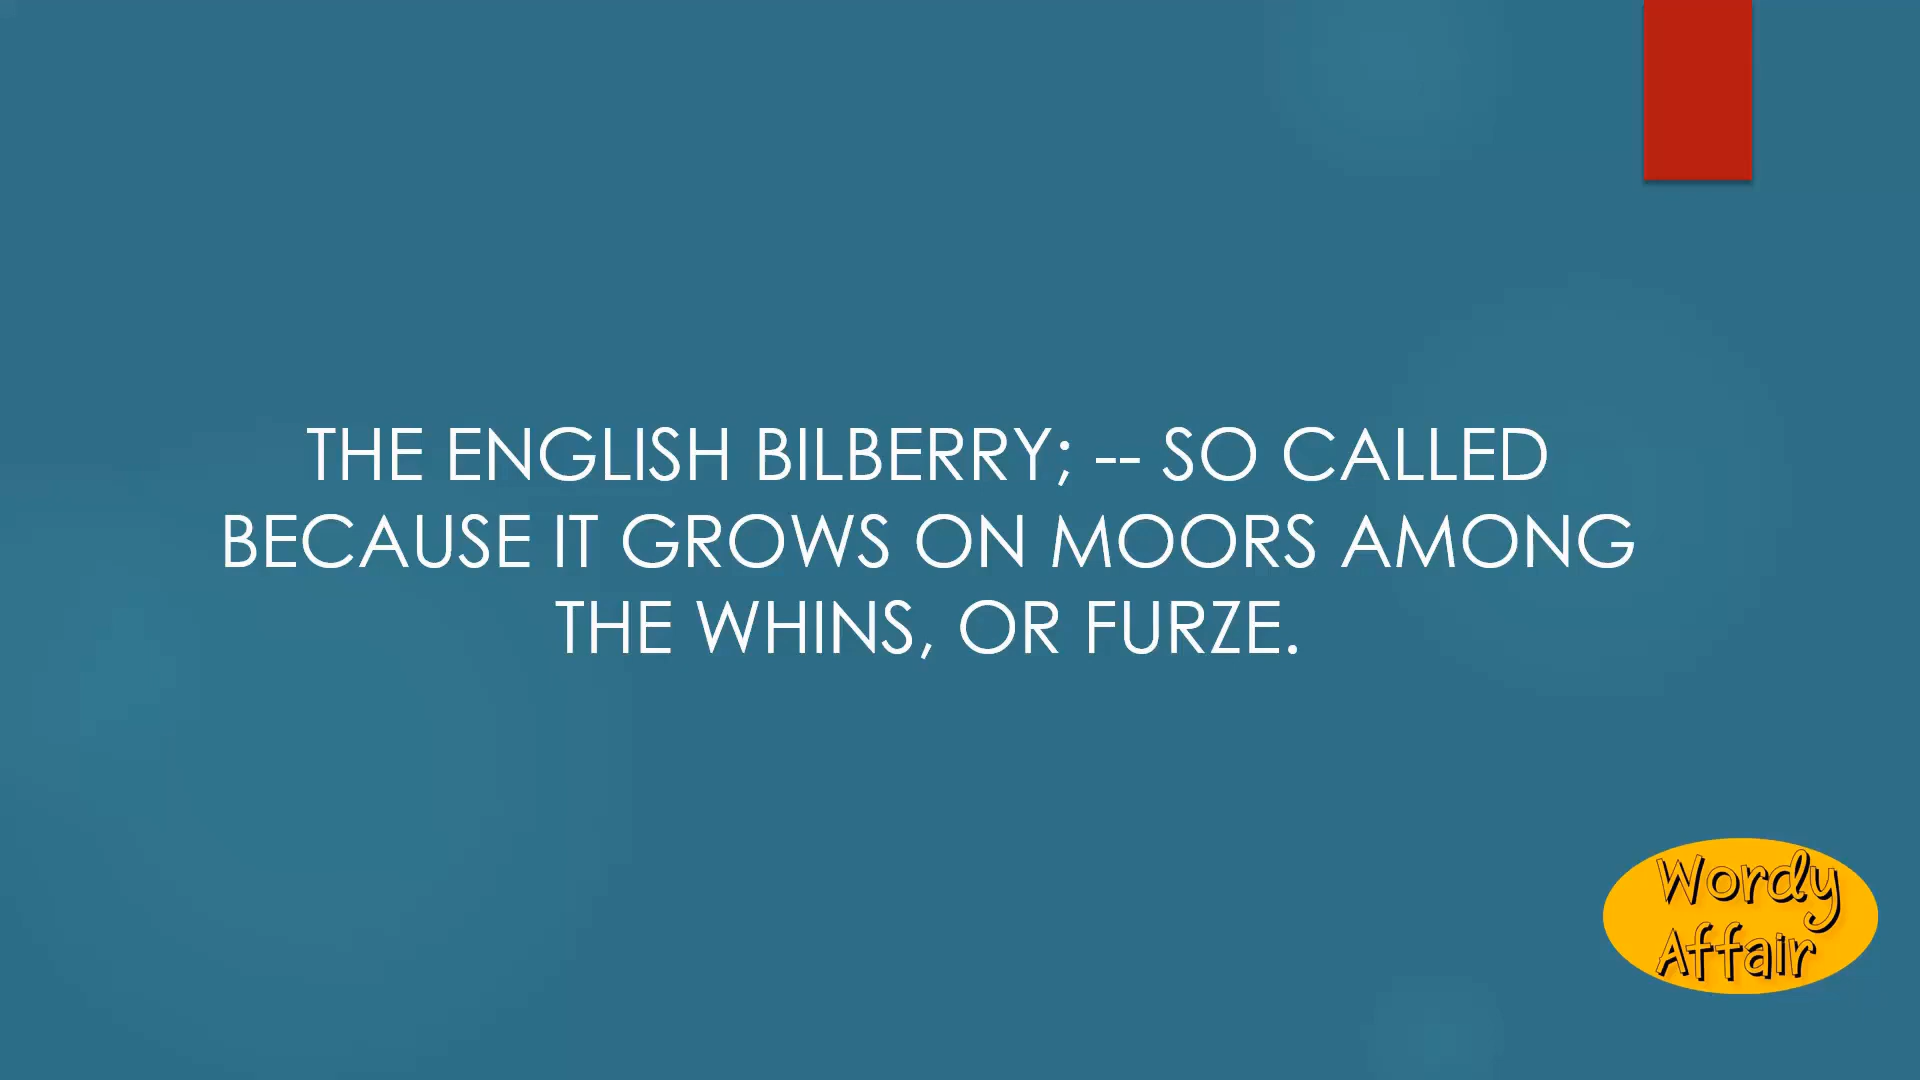 THE ENGLISH BILBERRY; -- SO CALLED
BECAUSE IT GROWS ON MOORS AMONG
THE WHINS, OR FURZE.
Wordy
Affair